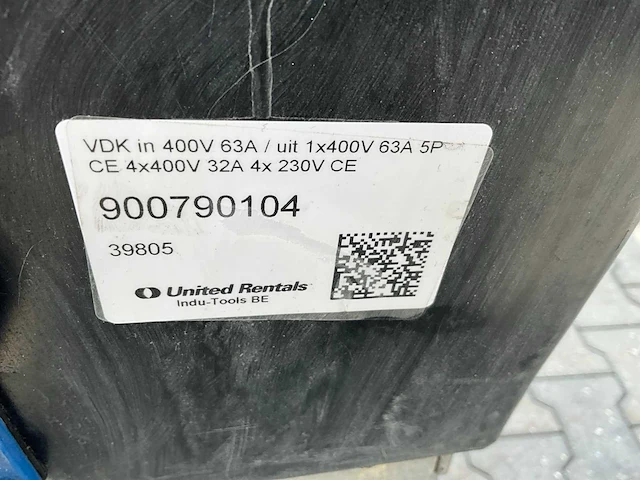 VDK in 400V 63A / uit 1x400V 63A 5P
CE 4x400V 32A 4x 230V CE
900790104
39805
United Rentals
Indu-Tools BE